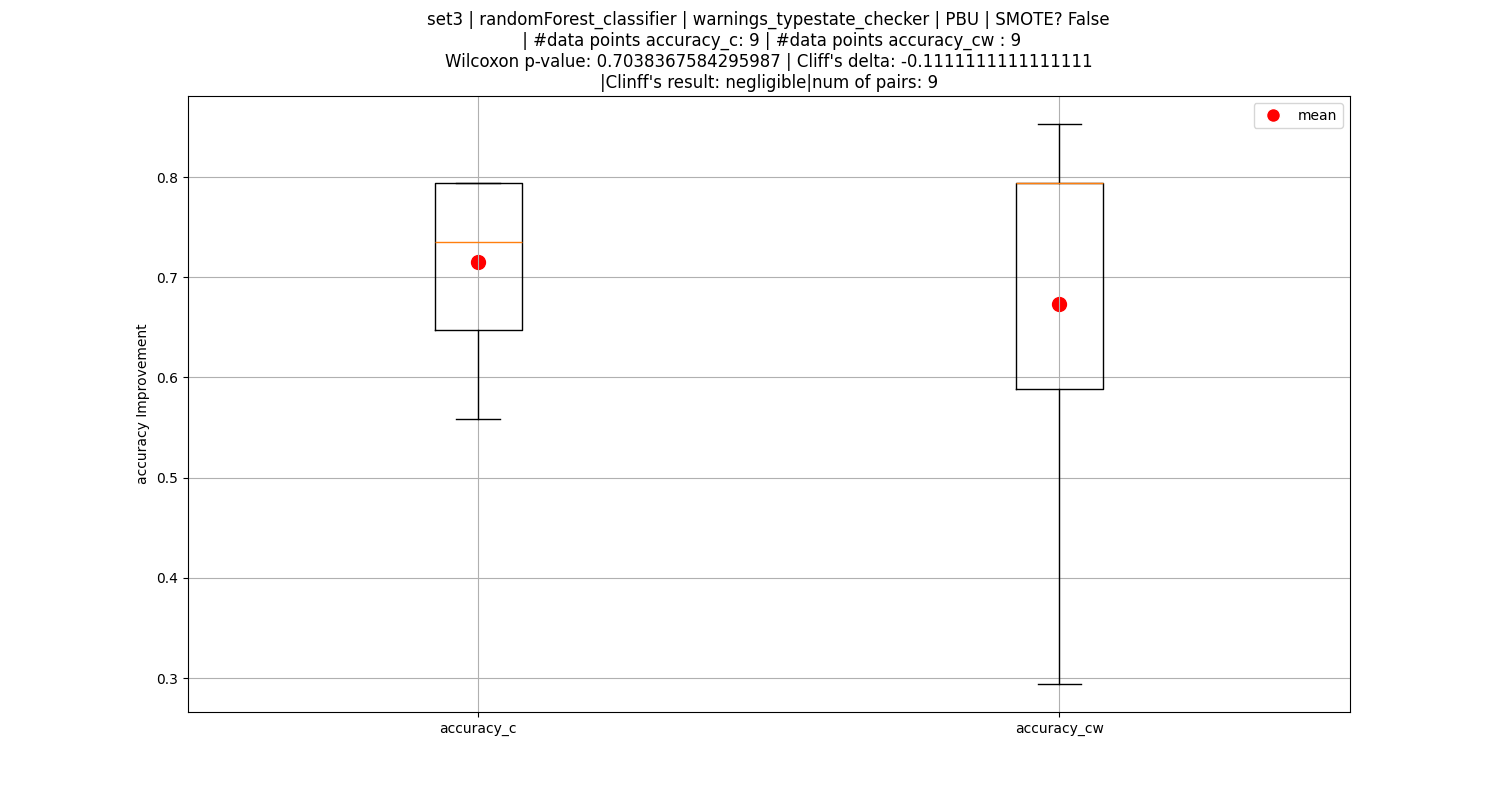 set3 | randomForest_classifier | warnings_typestate_checker | PBU | SMOTE? False
| #data points accuracy_c: 9 | #data points accuracy_cw : 9
Wilcoxon p-value: 0.7038367584295987 | Cliff's delta: -0.1111111111111111
|Clinff's result: negligible|num of pairs: 9
mean
accuracy Improvement
0.8
0.7
0.6
0.5
0.4
0.3
accuracy_c
accuracy_cw